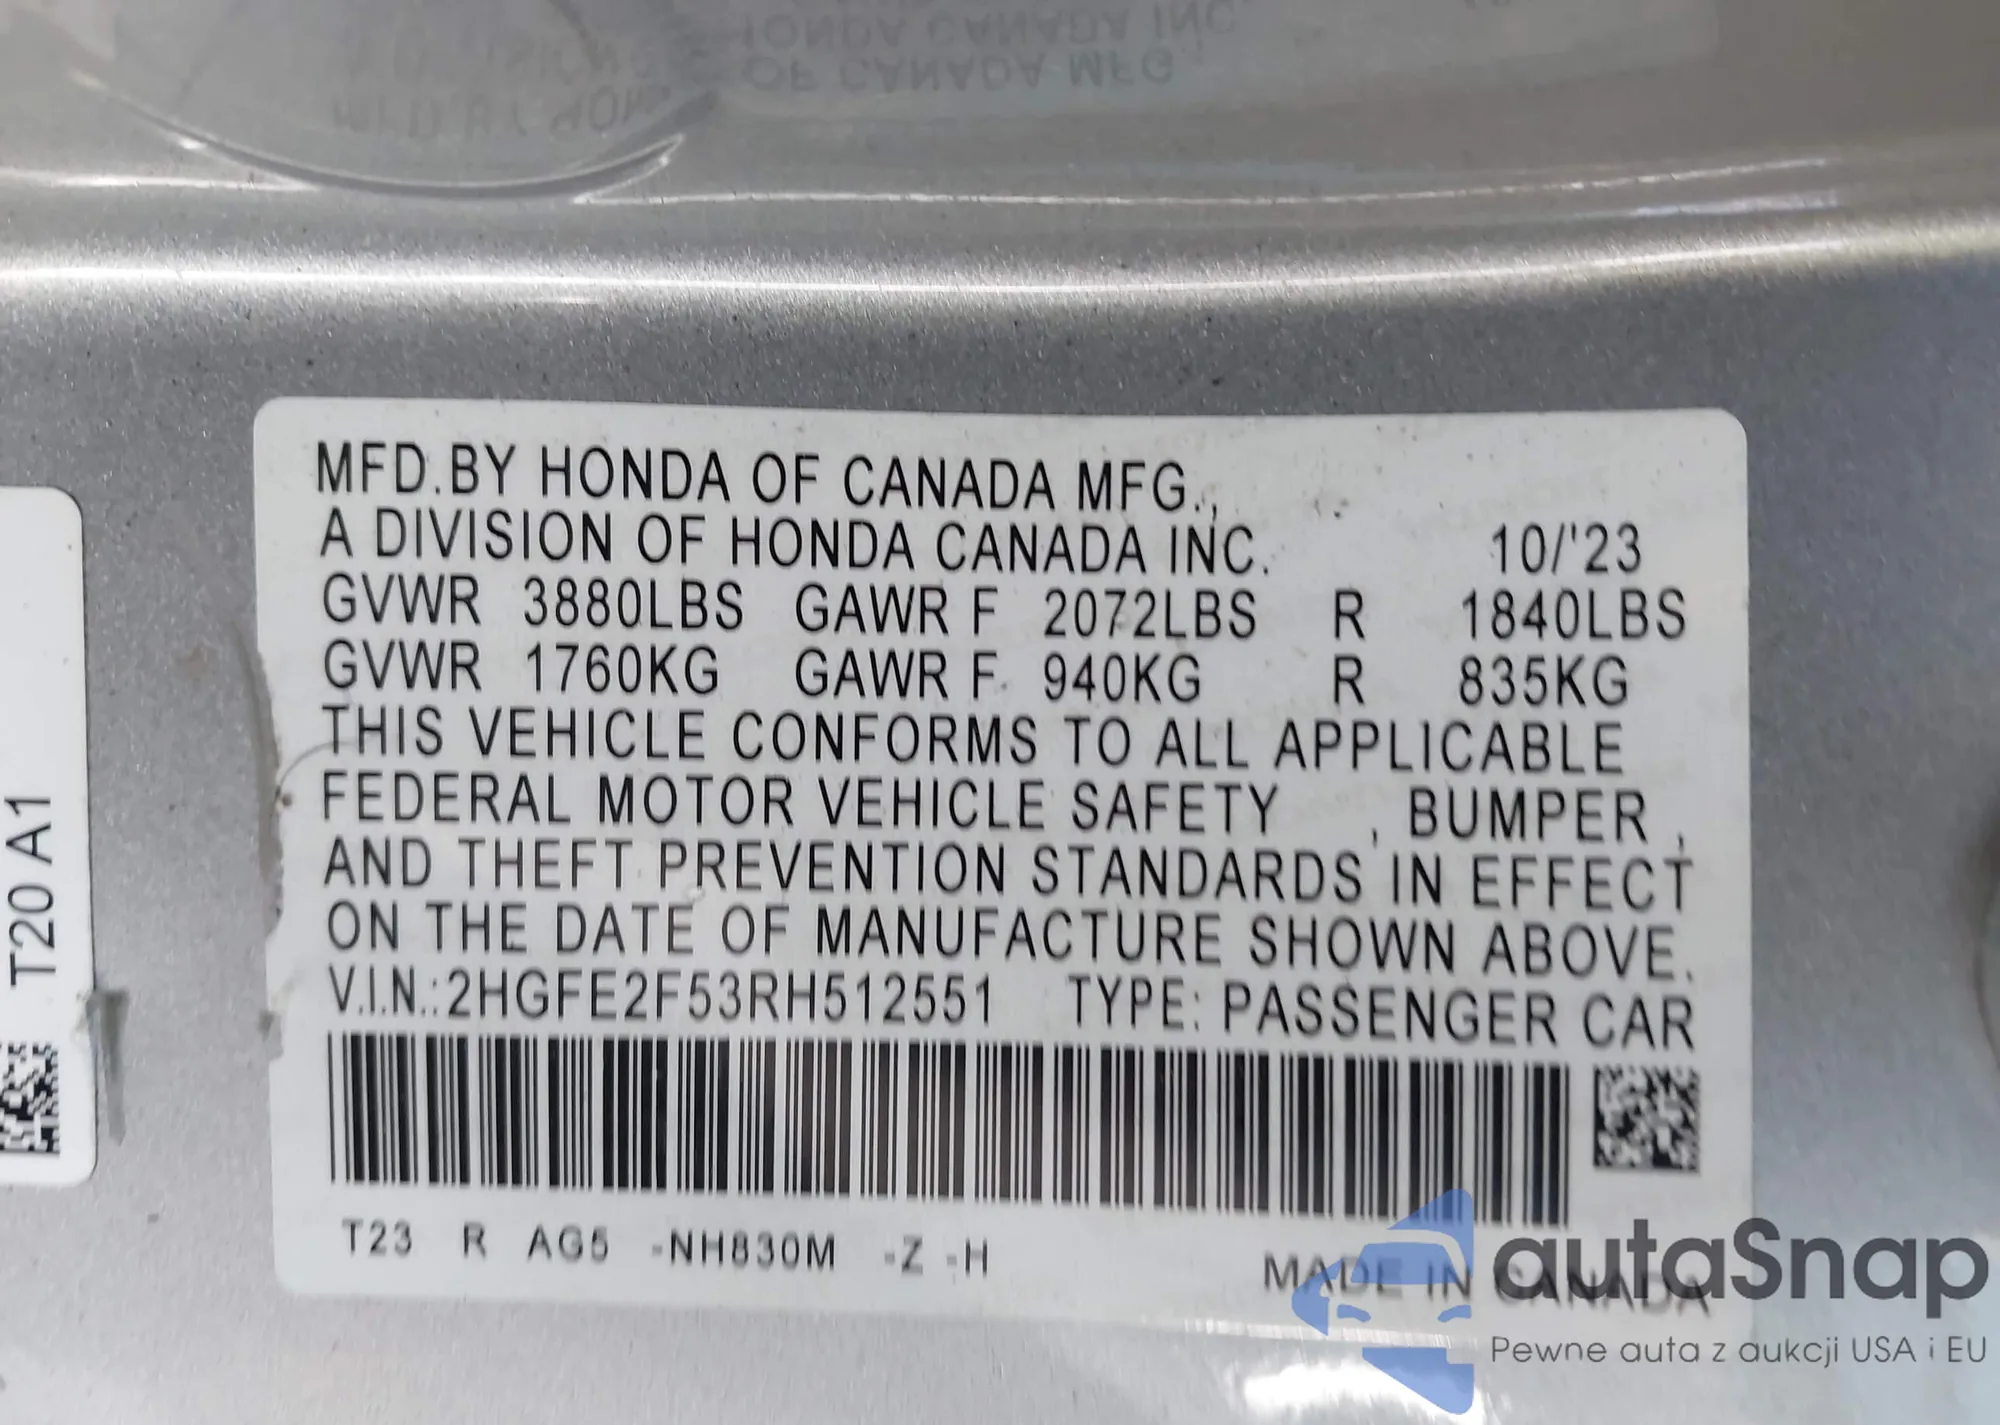 MFD.BY HONDA OF CANADA MFG.,
A DIVISION OF HONDA CANADA INC. 10/'23
GVWR 3880LBS GAWR F 2072LBS R 1840LBS
GVWR 1760KG GAWR F 940KG R 835KG
THIS VEHICLE CONFORMS TO ALL APPLICABLE
FEDERAL MOTOR VEHICLE SAFETY , BUMPER ,
AND THEFT PREVENTION STANDARDS IN EFFECT
ON THE DATE OF MANUFACTURE SHOWN ABOVE.
V.I.N.:2HGFE2F53RH512551 TYPE: PASSENGER CAR
T23 R AG5 -NH830M -Z -H
MADE IN CANADA
T20 A1
autaSnap
Pewne auta z aukcji USA i EU